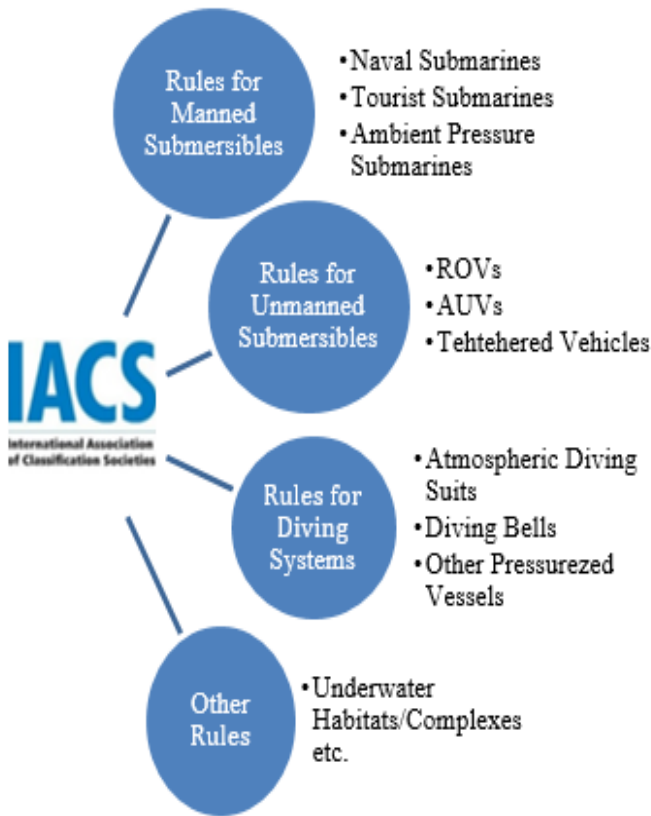 Rules for
Manned
Submersibles
•Naval Submarines
•Tourist Submarines
•Ambient Pressure
Submarines
Rules for
Unmanned
Submersibles
•ROVs
•AUVs
•Tehtehered Vehicles
IACS
International Association
of Classification Societies
Rules for
Diving
Systems
•Atmospheric Diving
Suits
•Diving Bells
•Other Pressurezed
Vessels
Other
Rules
•Underwater
Habitats/Complexes
etc.